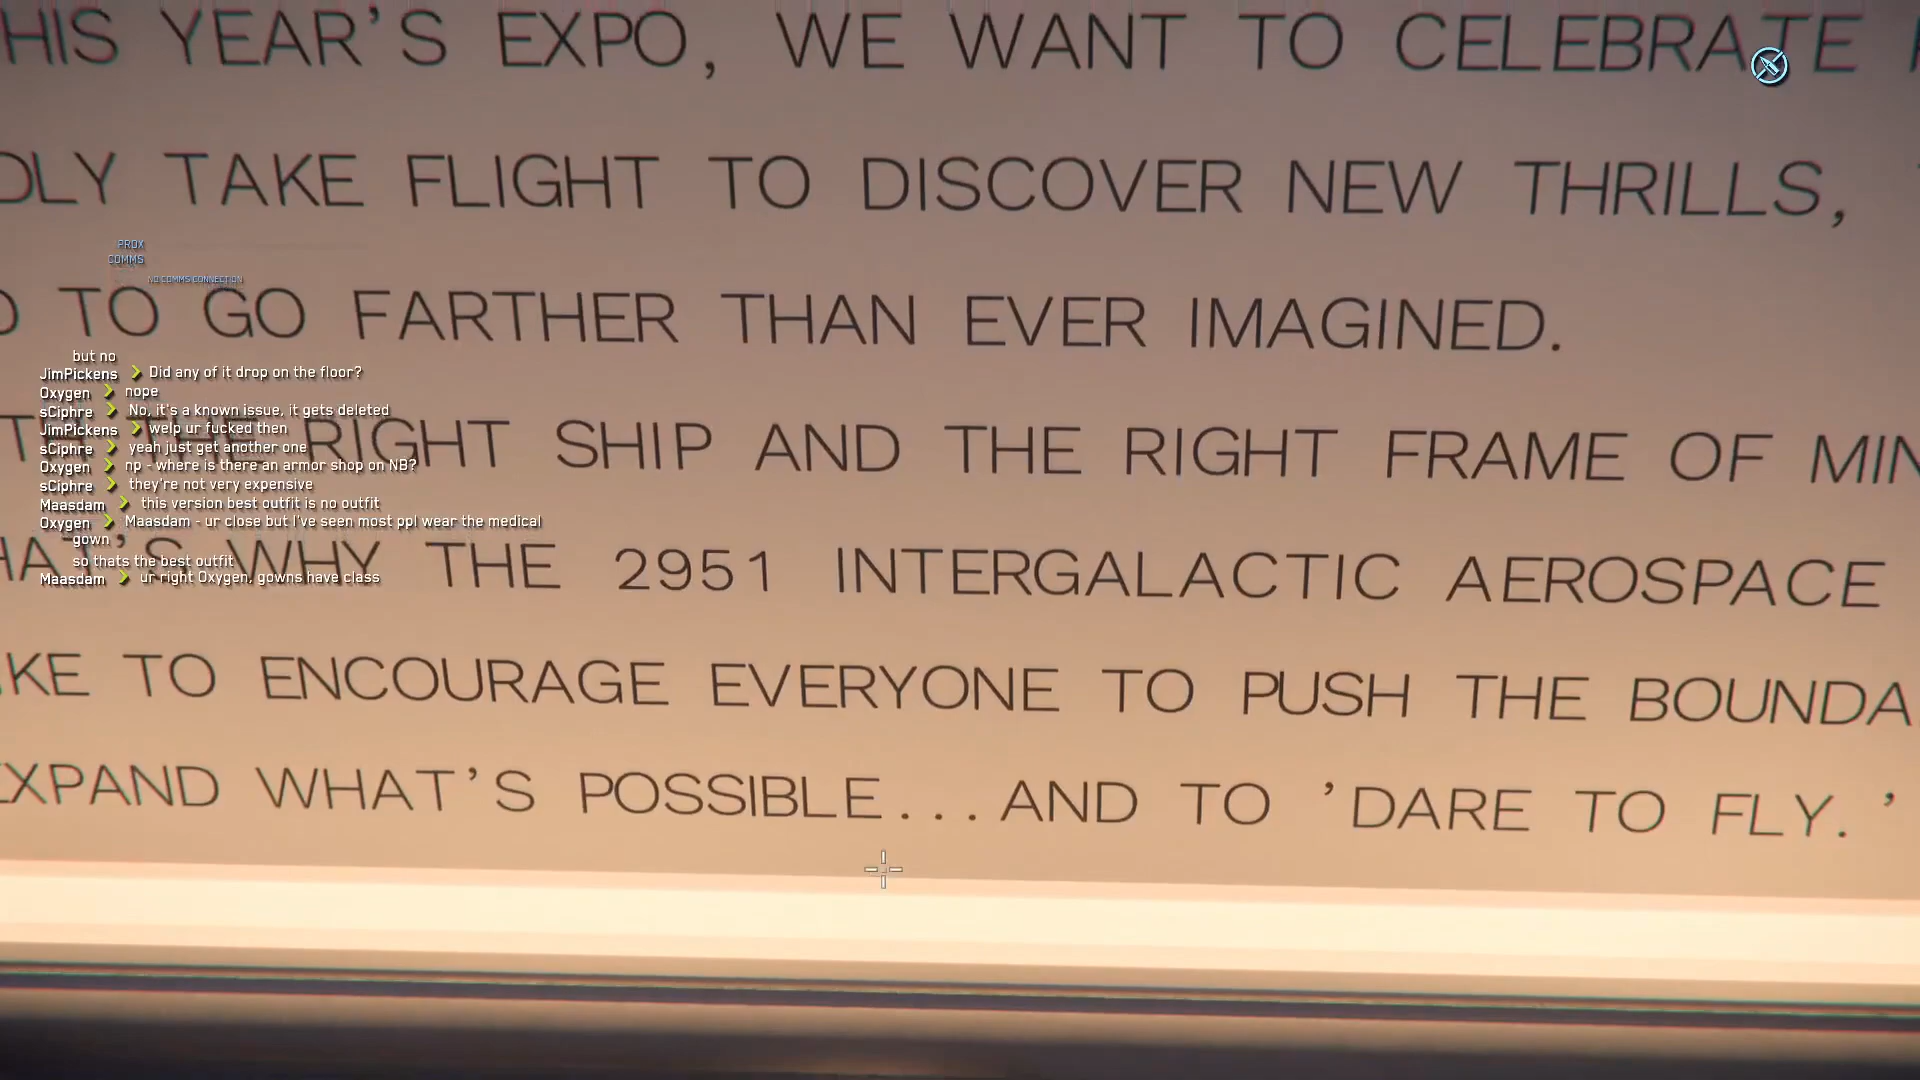 HIS YEAR'S EXPO, WE WANT TO CELEBRATE
DLY TAKE FLIGHT TO DISCOVER NEW THRILLS,
PROX
COMMS
NO COMMS CONNECTION
TO GO FARTHER THAN EVER IMAGINED.
but no
JimPickens > Did any of it drop on the floor?
Oxygen > nope
sCiphre > No, it's a known issue, it gets deleted
TH THE RIGHT SHIP AND THE RIGHT FRAME OF MIN
JimPickens > welp ur fucked then
sCiphre > yeah just get another one
Oxygen > np - where is there an armor shop on NB?
sCiphre > they're not very expensive
Maasdam > this version best outfit is no outfit
Oxygen > Maasdam - ur close but I've seen most ppl wear the medical
gown
HAT'S WHY THE 2951 INTERGALACTIC AEROSPACE
so thats the best outfit
Maasdam > ur right Oxygen, gowns have class
KE TO ENCOURAGE EVERYONE TO PUSH THE BOUNDA
EXPAND WHAT'S POSSIBLE...AND TO 'DARE TO FLY.'